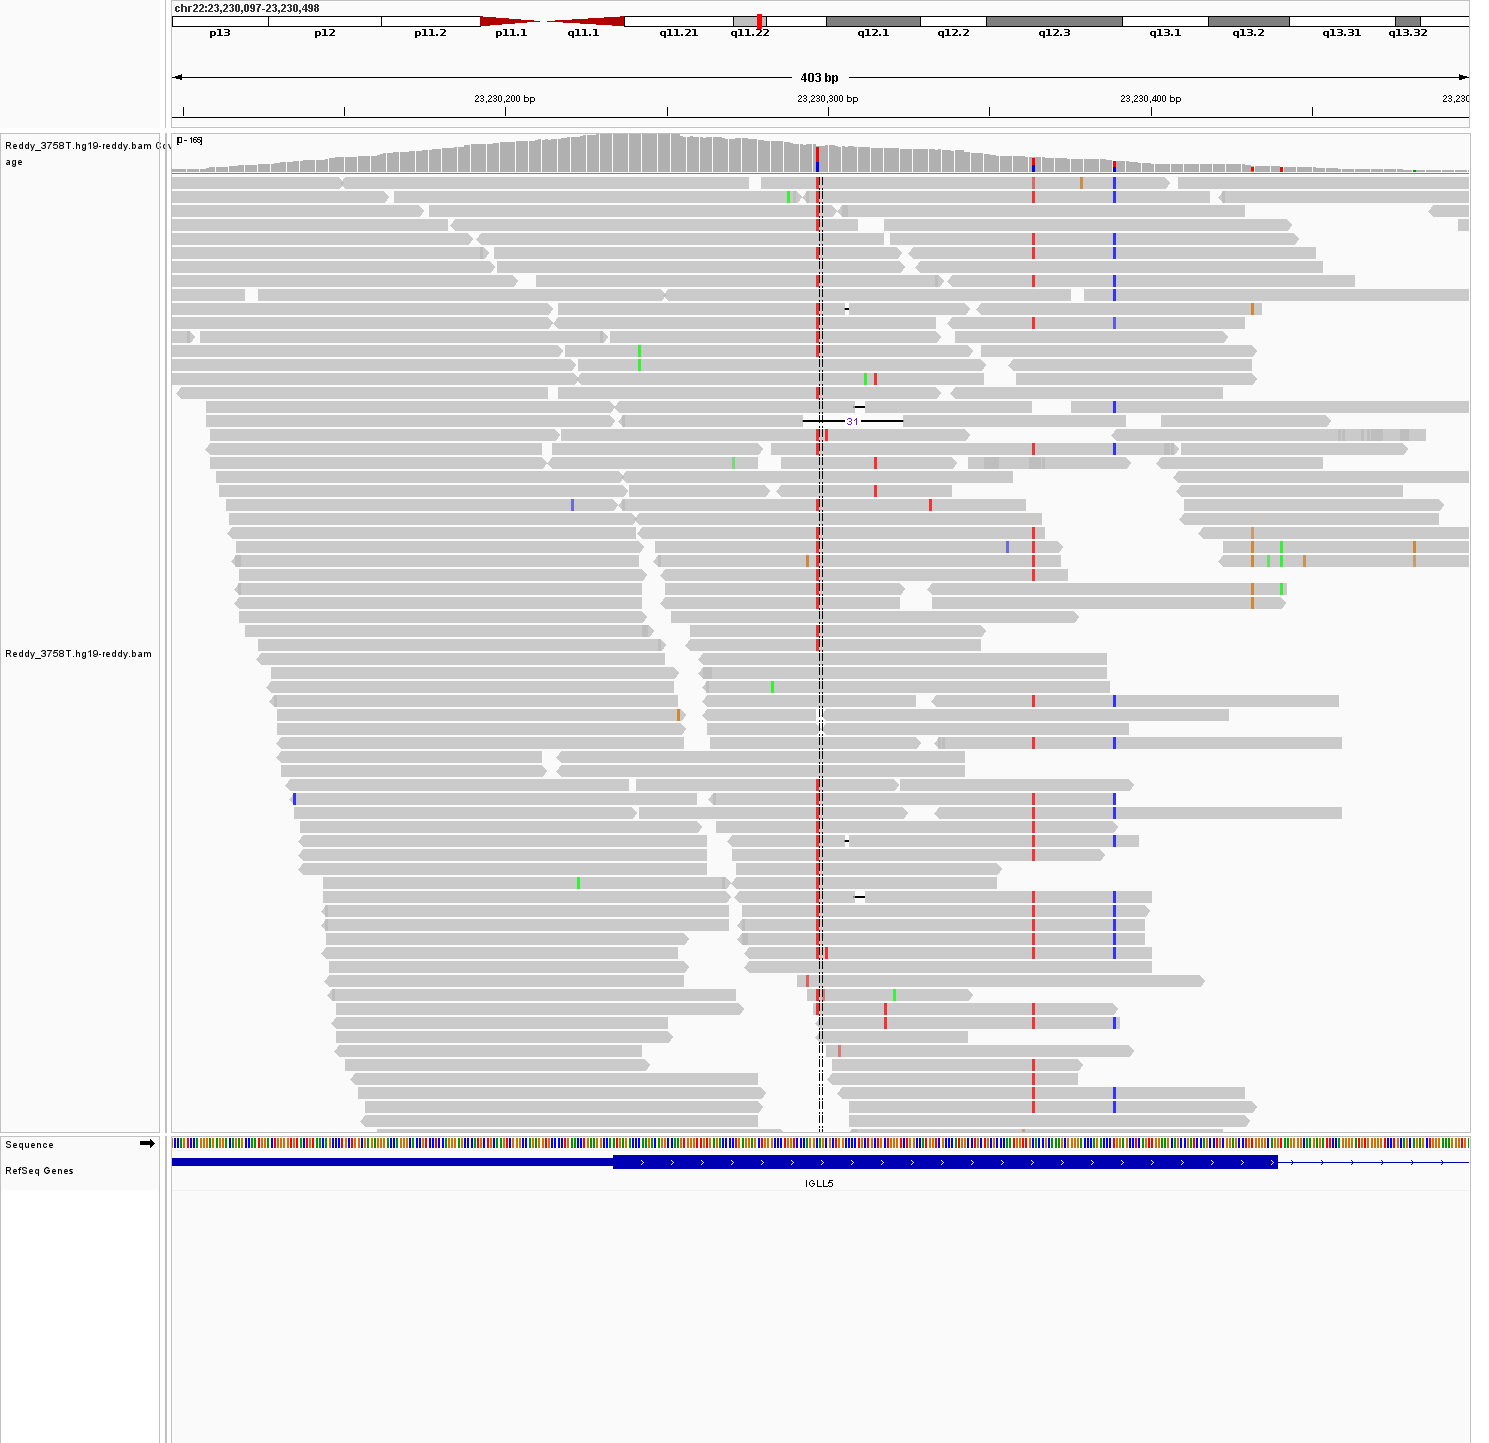 chr22:23,230,097-23,230,498
p13 p12 p11.2 p11.1 q11.1 q11.21 q11.22 q12.1 q12.2 q12.3 q13.1 q13.2 q13.31 q13.32
403 bp
23,230,200 bp 23,230,300 bp 23,230,400 bp 23,230
Reddy_3758T.hg19-reddy.bam Cov
age
[0 - 165]
31
Reddy_3758T.hg19-reddy.bam
Sequence
RefSeq Genes
IGLL5